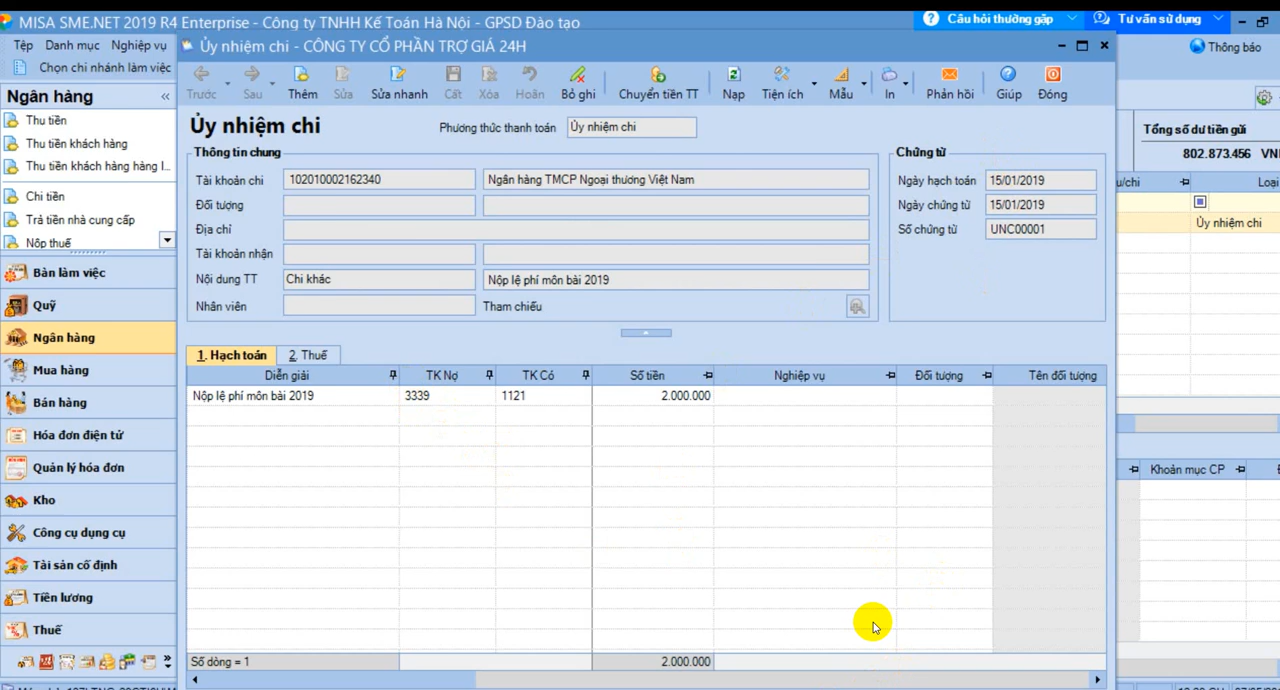 MISA SME.NET 2019 R4 Enterprise - Công ty TNHH Kế Toán Hà Nội - GPSD Đào tạo
Câu hỏi thường gặp
Tư vấn sử dụng
Tệp Danh mục Nghiệp vụ
Chọn chi nhánh làm việc
Thông báo
Ủy nhiệm chi - CÔNG TY CỔ PHẦN TRỢ GIÁ 24H
Trước Sau Thêm Sửa Sửa nhanh Cất Xóa Hoãn Bỏ ghi Chuyển tiền TT Nạp Tiện ích Mẫu In Phản hồi Giúp Đóng
Ngân hàng
Thu tiền
Thu tiền khách hàng
Thu tiền khách hàng hàng l...
Chi tiền
Trả tiền nhà cung cấp
Nộp thuế
Bàn làm việc
Quỹ
Ngân hàng
Mua hàng
Bán hàng
Hóa đơn điện tử
Quản lý hóa đơn
Kho
Công cụ dụng cụ
Tài sản cố định
Tiền lương
Thuế
Ủy nhiệm chi
Phương thức thanh toán Ủy nhiệm chi
Thông tin chung
Tài khoản chi 102010002162340 Ngân hàng TMCP Ngoại thương Việt Nam
Đối tượng
Địa chỉ
Tài khoản nhận
Nội dung TT Chi khác Nộp lệ phí môn bài 2019
Nhân viên Tham chiếu
Chứng từ
Ngày hạch toán 15/01/2019
Ngày chứng từ 15/01/2019
Số chứng từ UNC00001
1. Hạch toán 2. Thuế
Diễn giải TK Nợ TK Có Số tiền Nghiệp vụ Đối tượng Tên đối tượng
Nộp lệ phí môn bài 2019 3339 1121 2.000.000
Số dòng = 1 2.000.000
Tổng số dư tiền gửi
802.873.456 VN
u/chi Loại
Ủy nhiệm chi
Khoản mục CP